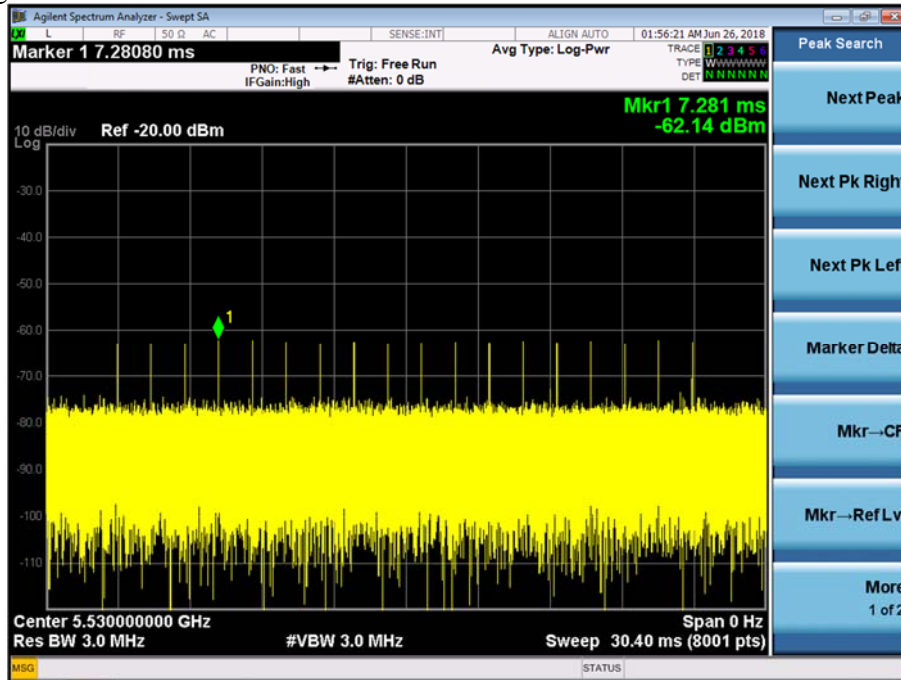 Agilent Spectrum Analyzer - Swept SA
LXI L RF 50 Ω AC SENSE:INT ALIGN AUTO 01:56:21 AM Jun 26, 2018
Marker 1 7.28080 ms
PNO: Fast
IFGain:High
Trig: Free Run
#Atten: 0 dB
Avg Type: Log-Pwr
TRACE 1 2 3 4 5 6
TYPE WWWWWW
DET N N N N N N
Mkr1 7.281 ms
-62.14 dBm
10 dB/div Ref -20.00 dBm
Log
-30.0
-40.0
-50.0
-60.0
-70.0
-80.0
-90.0
-100
-110
1
Center 5.530000000 GHz Span 0 Hz
Res BW 3.0 MHz #VBW 3.0 MHz Sweep 30.40 ms (8001 pts)
MSG STATUS
Peak Search
Next Peak
Next Pk Right
Next Pk Left
Marker Delta
Mkr→CF
Mkr→Ref Lv
More
1 of 2